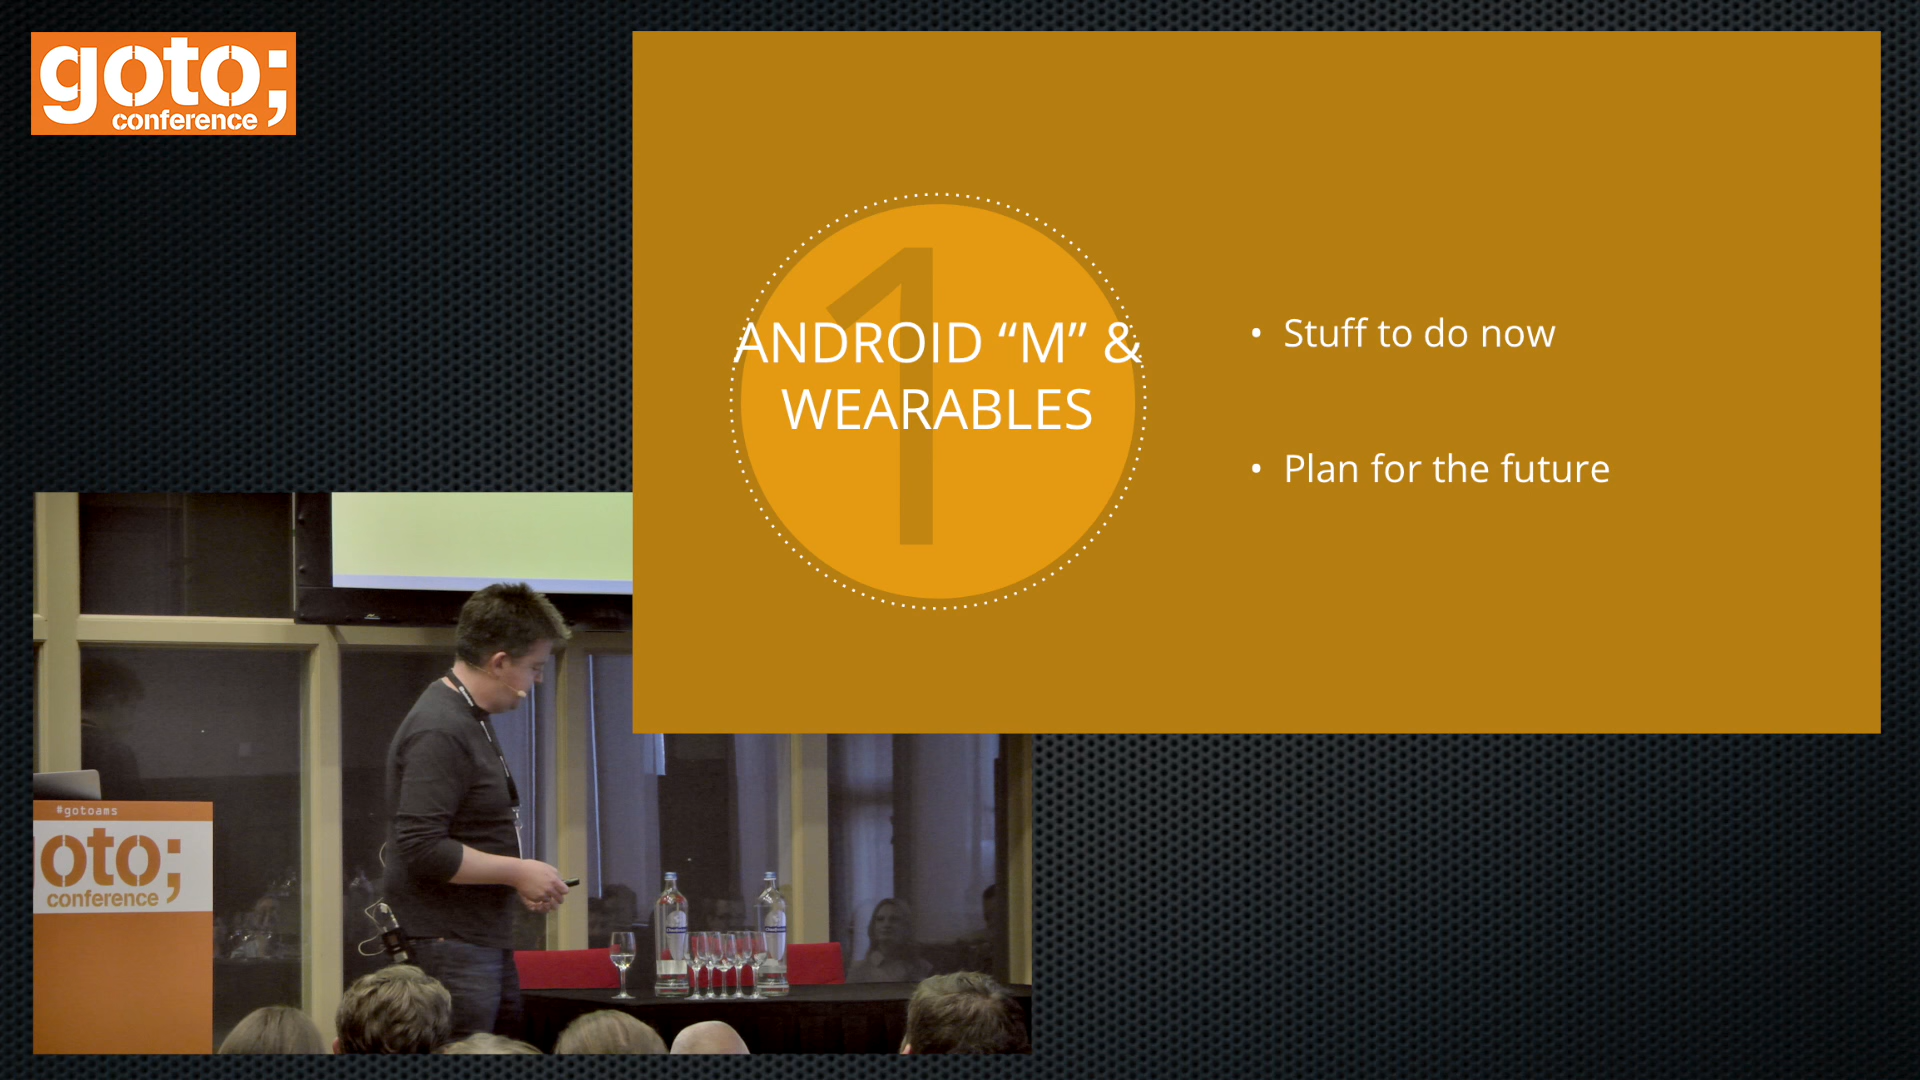 goto;
conference
1
ANDROID “M” &
WEARABLES
• Stuff to do now
• Plan for the future
#gotoams
oto;
conference